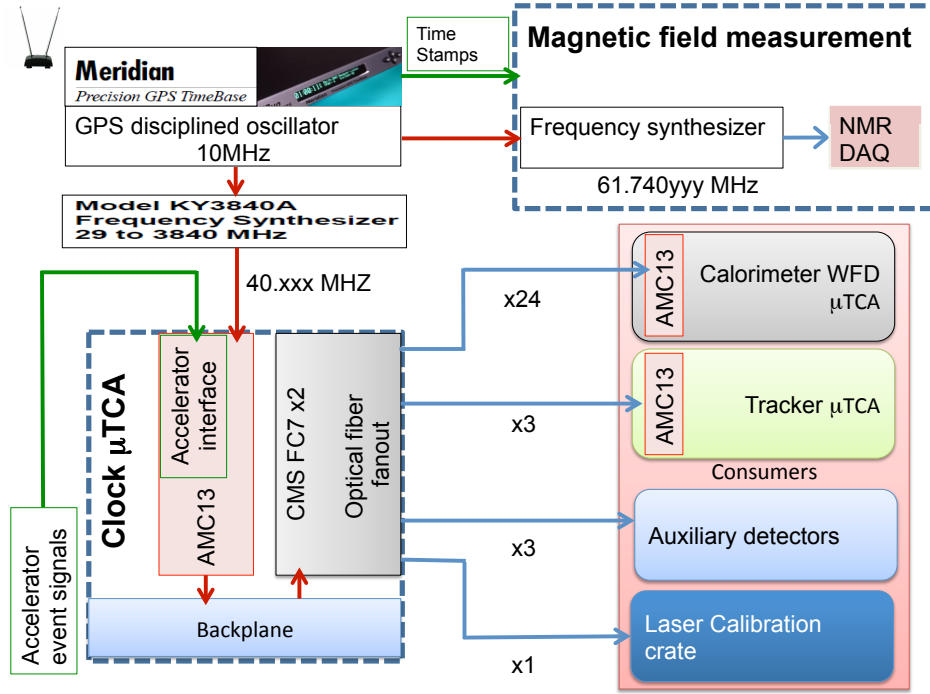 Time
Stamps
Magnetic field measurement
Meridian
Precision GPS TimeBase
GPS disciplined oscillator
10MHz
Frequency synthesizer
NMR
DAQ
61.740yyy MHz
Model KY3840A
Frequency Synthesizer
29 to 3840 MHz
40.xxx MHZ
x24
AMC13
Calorimeter WFD
μTCA
Clock μTCA
Accelerator
interface
AMC13
CMS FC7 x2
Optical fiber
fanout
x3
AMC13
Tracker μTCA
Consumers
x3
Auxiliary detectors
Accelerator
event signals
Backplane
x1
Laser Calibration
crate